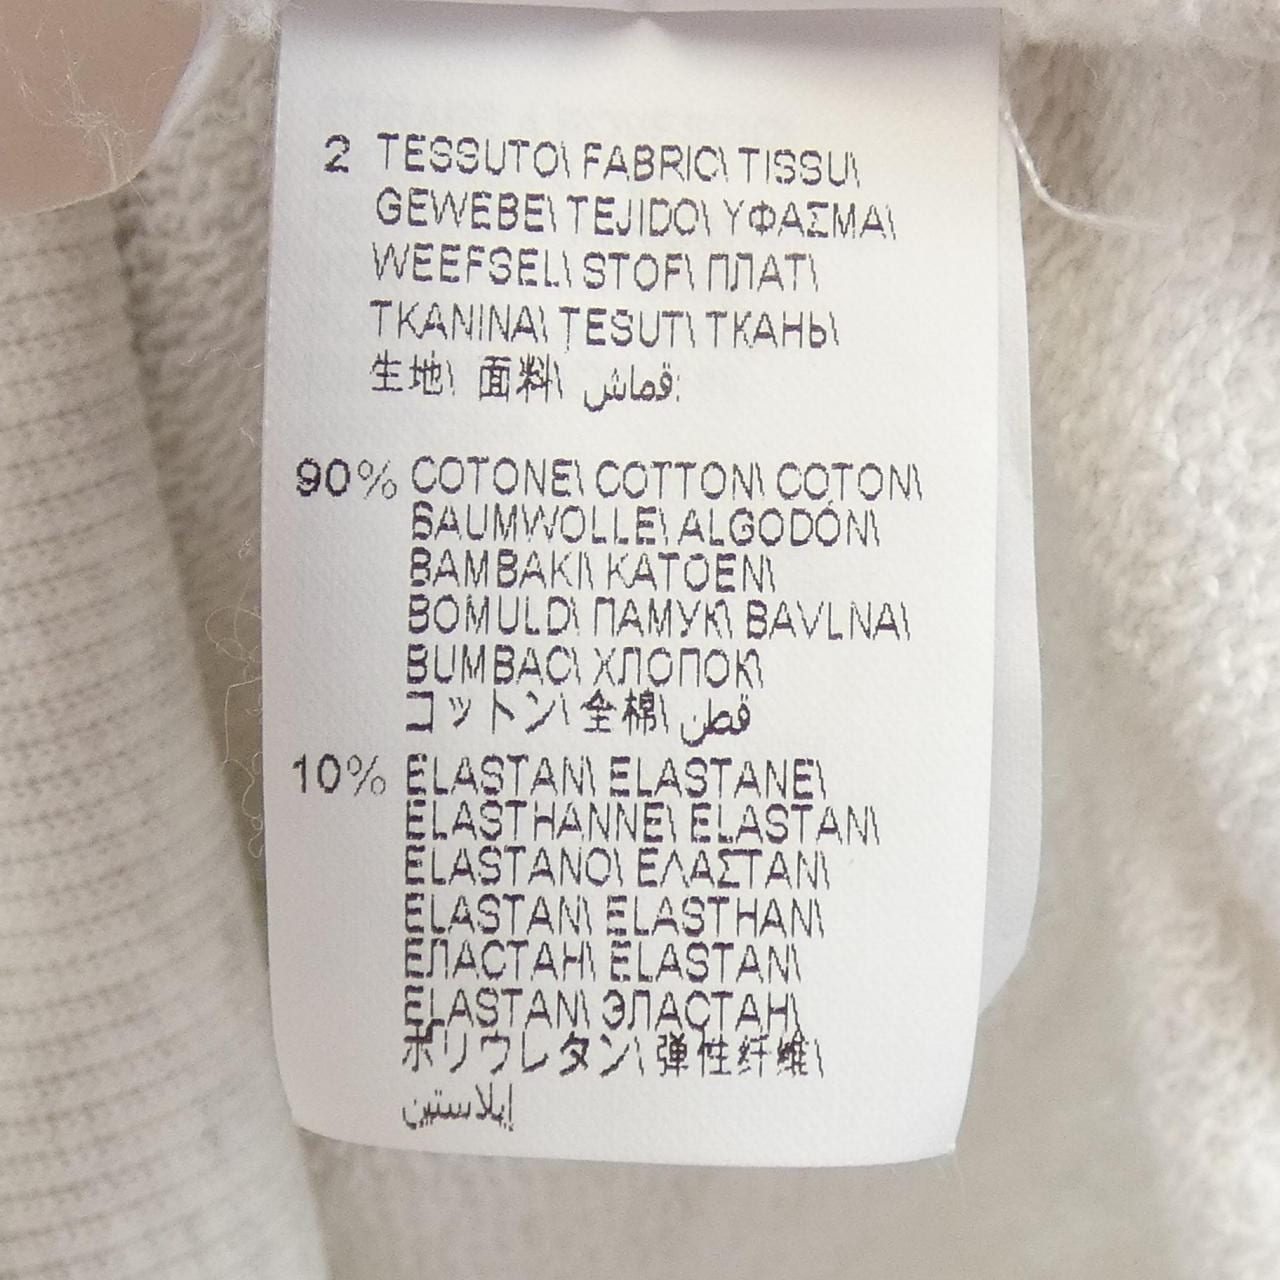 2 TESSUTO\ FABRIC\ TISSU\
GEWEBE\ TEJIDO\ ΥΦΑΣΜΑ\
WEEFSEL\ STOF\ ПЛАТ\
TKANINA\ ŢESUT\ ТКАНЬ\
生地\ 面料\ قماش:
90% COTONE\ COTTON\ COTON\
BAUMWOLLE\ ALGODÓN\
BAMBAKI\ KATOEN\
BOMULD\ ПАМУК\ BAVLNA\
BUMBAC\ ХЛОПОК\
コットン\ 全棉\ قطن
10% ELASTAN\ ELASTANE\
ELASTHANNE\ ELASTAN\
ELASTANO\ ΕΛΑΣΤΑΝ\
ELASTAN\ ELASTHAN\
ЕЛАСТАН\ ELASTAN\
ELASTAN\ ЭЛАСТАН\
ポリウレタン\ 弹性纤维\
إيلاستين